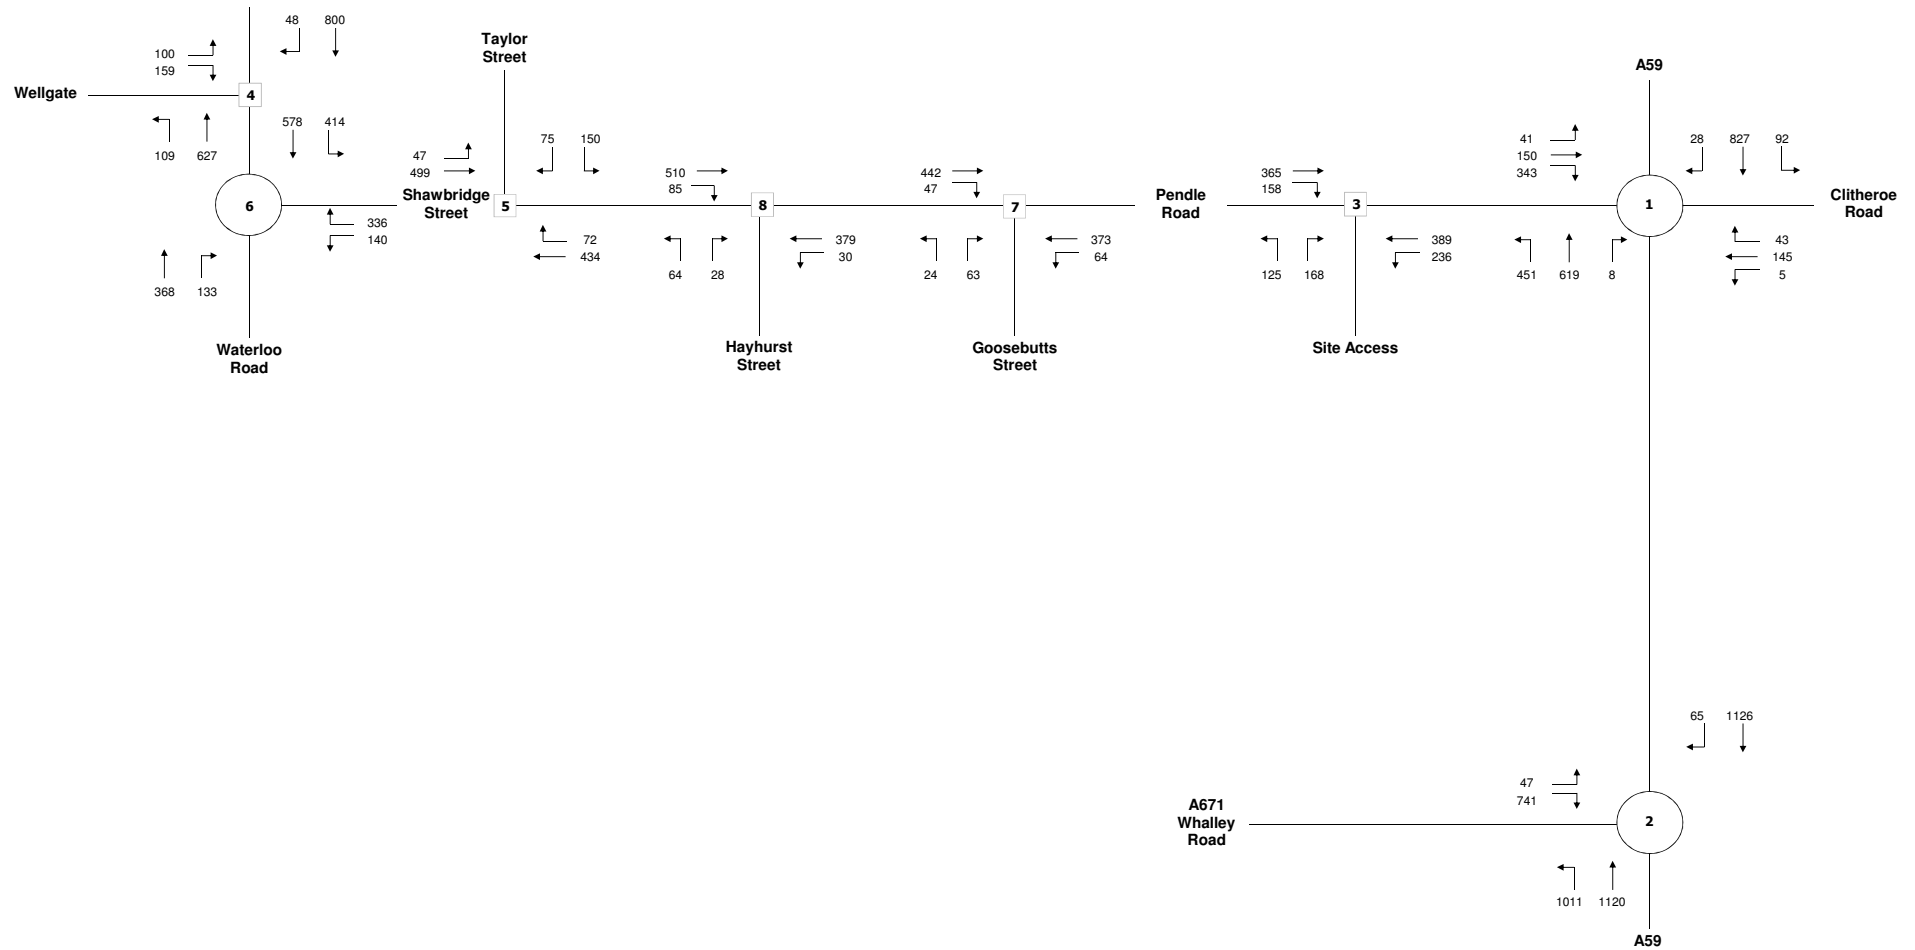 48 800
100
159
Wellgate
4
109 627
578 414
6
336
140
368 133
Waterloo
Road
Taylor
Street
47
499
Shawbridge
Street
5
75 150
72
434
510
85
8
64 28
379
30
Hayhurst
Street
442
47
7
24 63
373
64
Goosebutts
Street
Pendle
Road
365
158
3
125 168
389
236
Site Access
A59
41
150
343
28 827 92
1
Clitheroe
Road
451 619 8
43
145
5
65 1126
47
741
A671
Whalley
Road
2
1011 1120
A59